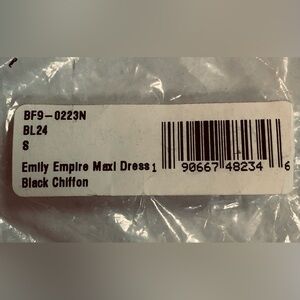 BF9-0223N
BL24
S
Emily Empire Maxi Dress
Black Chiffon
1 90667 48234 6